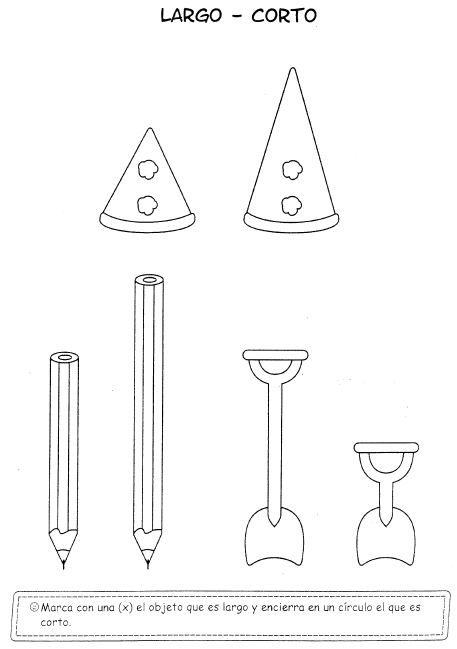 LARGO - CORTO
☺ Marca con una (x) el objeto que es largo y encierra en un círculo el que es
corto.